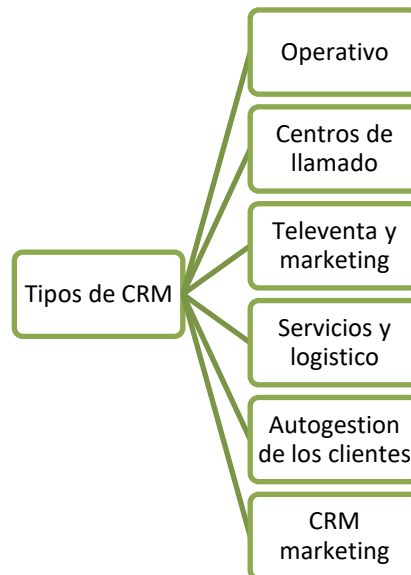 Tipos de CRM
Operativo
Centros de
llamado
Televenta y
marketing
Servicios y
logistico
Autogestion
de los clientes
CRM
marketing